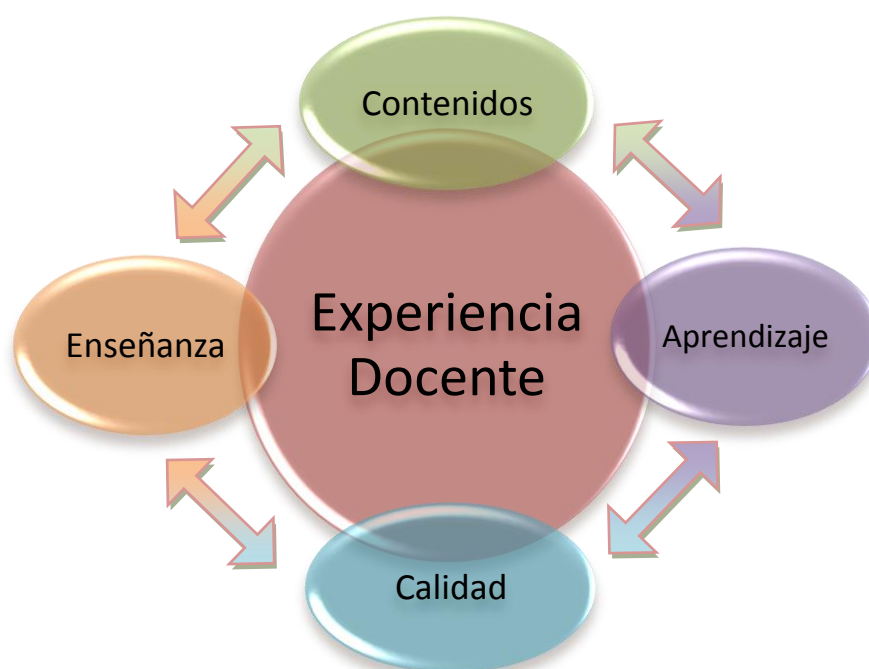 Contenidos
Enseñanza
Experiencia
Docente
Aprendizaje
Calidad